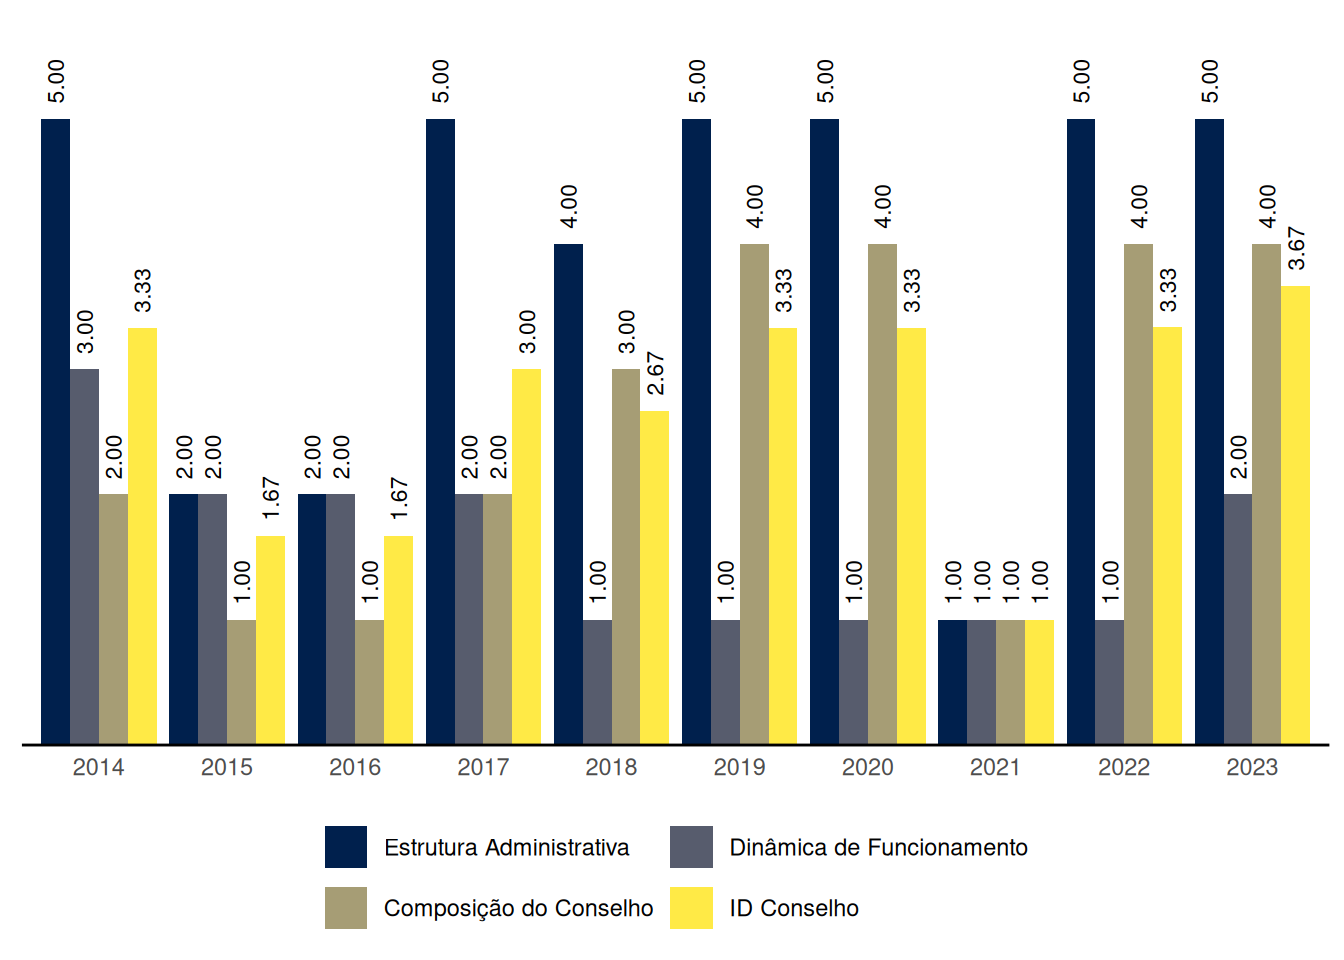 5.00 3.00 2.00 3.33 2.00 2.00 1.00 1.67 2.00 2.00 1.00 1.67 5.00 2.00 2.00 3.00 4.00 1.00 3.00 2.67 5.00 1.00 4.00 3.33 5.00 1.00 4.00 3.33 1.00 1.00 1.00 1.00 5.00 1.00 4.00 3.33 5.00 2.00 4.00 3.67
2014 2015 2016 2017 2018 2019 2020 2021 2022 2023
Estrutura Administrativa Dinâmica de Funcionamento
Composição do Conselho ID Conselho